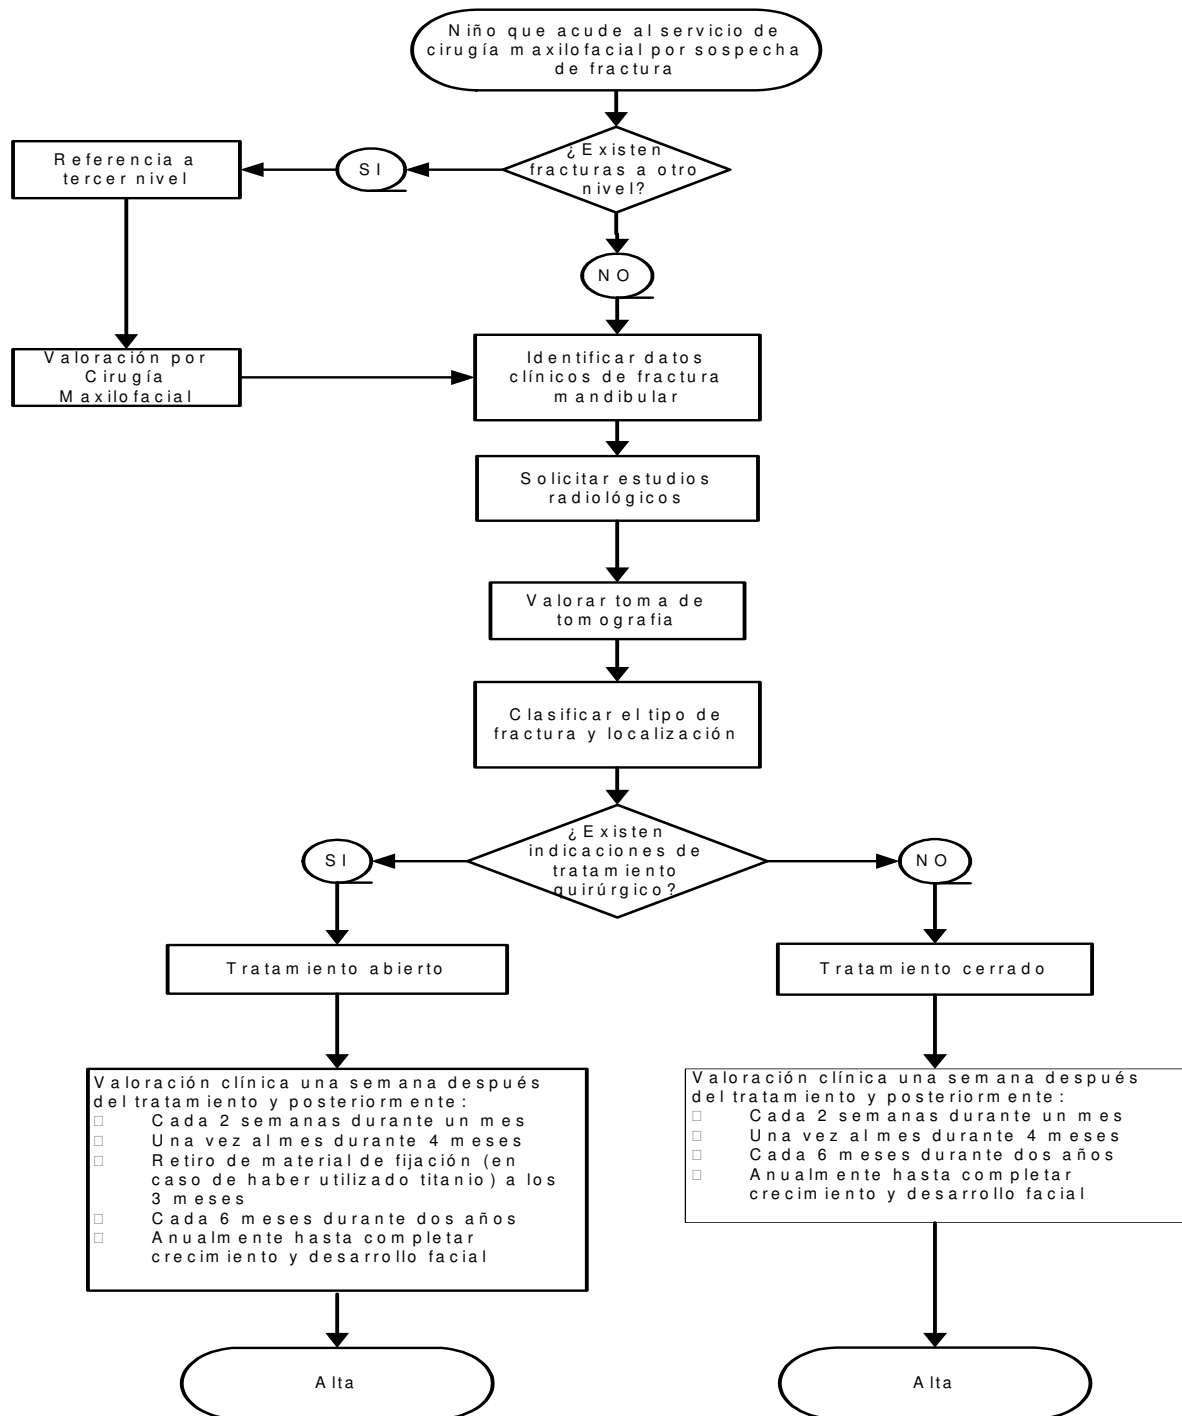 Niño que acude al servicio de
cirugía maxilofacial por sospecha
de fractura
¿Existen
fracturas a otro
nivel?
SI
Referencia a
tercer nivel
NO
Valoración por
Cirugía
Maxilofacial
Identificar datos
clínicos de fractura
mandibular
Solicitar estudios
radiológicos
Valorar toma de
tomografia
Clasificar el tipo de
fractura y localización
¿Existen
indicaciones de
tratamiento
quirúrgico?
SI
NO
Tratamiento abierto
Tratamiento cerrado
Valoración clínica una semana después
del tratamiento y posteriormente:
Cada 2 semanas durante un mes
Una vez al mes durante 4 meses
Retiro de material de fijación (en
caso de haber utilizado titanio) a los
3 meses
Cada 6 meses durante dos años
Anualmente hasta completar
crecimiento y desarrollo facial
Valoración clínica una semana después
del tratamiento y posteriormente:
Cada 2 semanas durante un mes
Una vez al mes durante 4 meses
Cada 6 meses durante dos años
Anualmente hasta completar
crecimiento y desarrollo facial
Alta
Alta